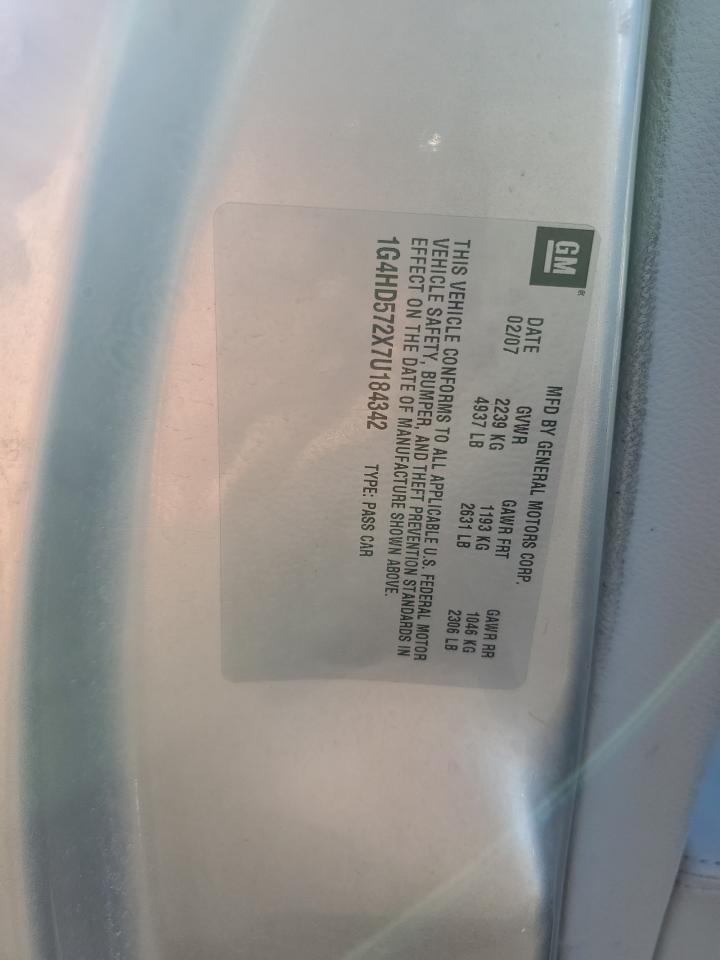 GM®
MFD BY GENERAL MOTORS CORP.
DATE GVWR GAWR FRT GAWR RR
02/07 2239 KG 1193 KG 1046 KG
4937 LB 2631 LB 2306 LB
THIS VEHICLE CONFORMS TO ALL APPLICABLE U.S. FEDERAL MOTOR
VEHICLE SAFETY, BUMPER, AND THEFT PREVENTION STANDARDS IN
EFFECT ON THE DATE OF MANUFACTURE SHOWN ABOVE.
1G4HD572X7U184342 TYPE: PASS CAR